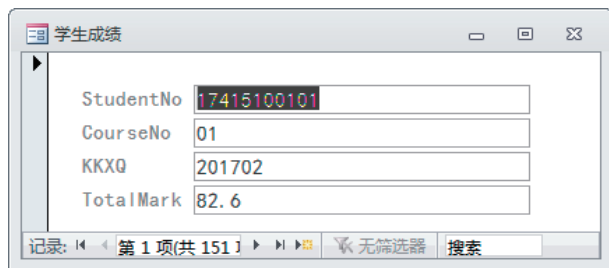 学生成绩
StudentNo 17415100101
CourseNo 01
KKXQ 201702
TotalMark 82.6
记录: 第 1 项(共 151 无筛选器 搜索